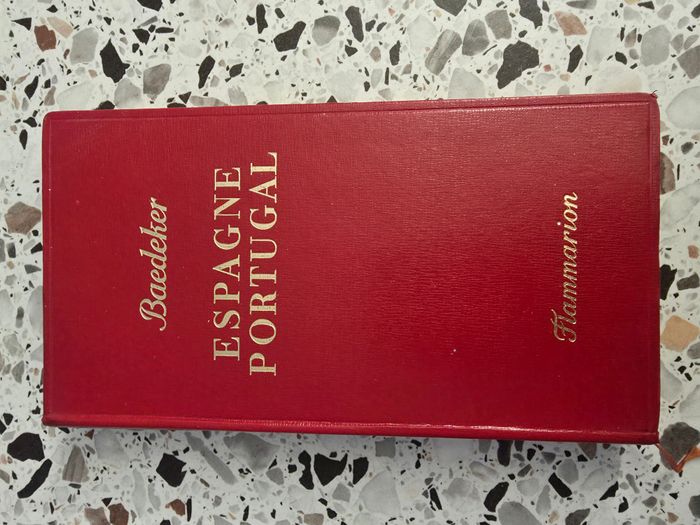 Baedeker
ESPAGNE
PORTUGAL
Flammarion